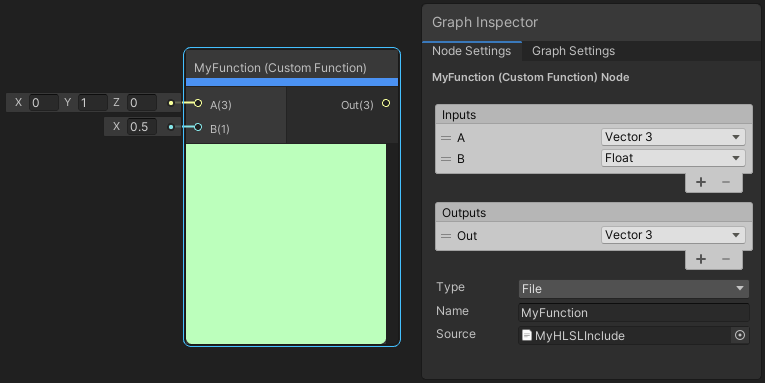 MyFunction (Custom Function)
X 0 Y 1 Z 0
A(3)
Out(3)
X 0.5
B(1)
Graph Inspector
Node Settings
Graph Settings
MyFunction (Custom Function) Node
Inputs
A Vector 3
B Float
+ −
Outputs
Out Vector 3
+ −
Type File
Name MyFunction
Source MyHLSLInclude